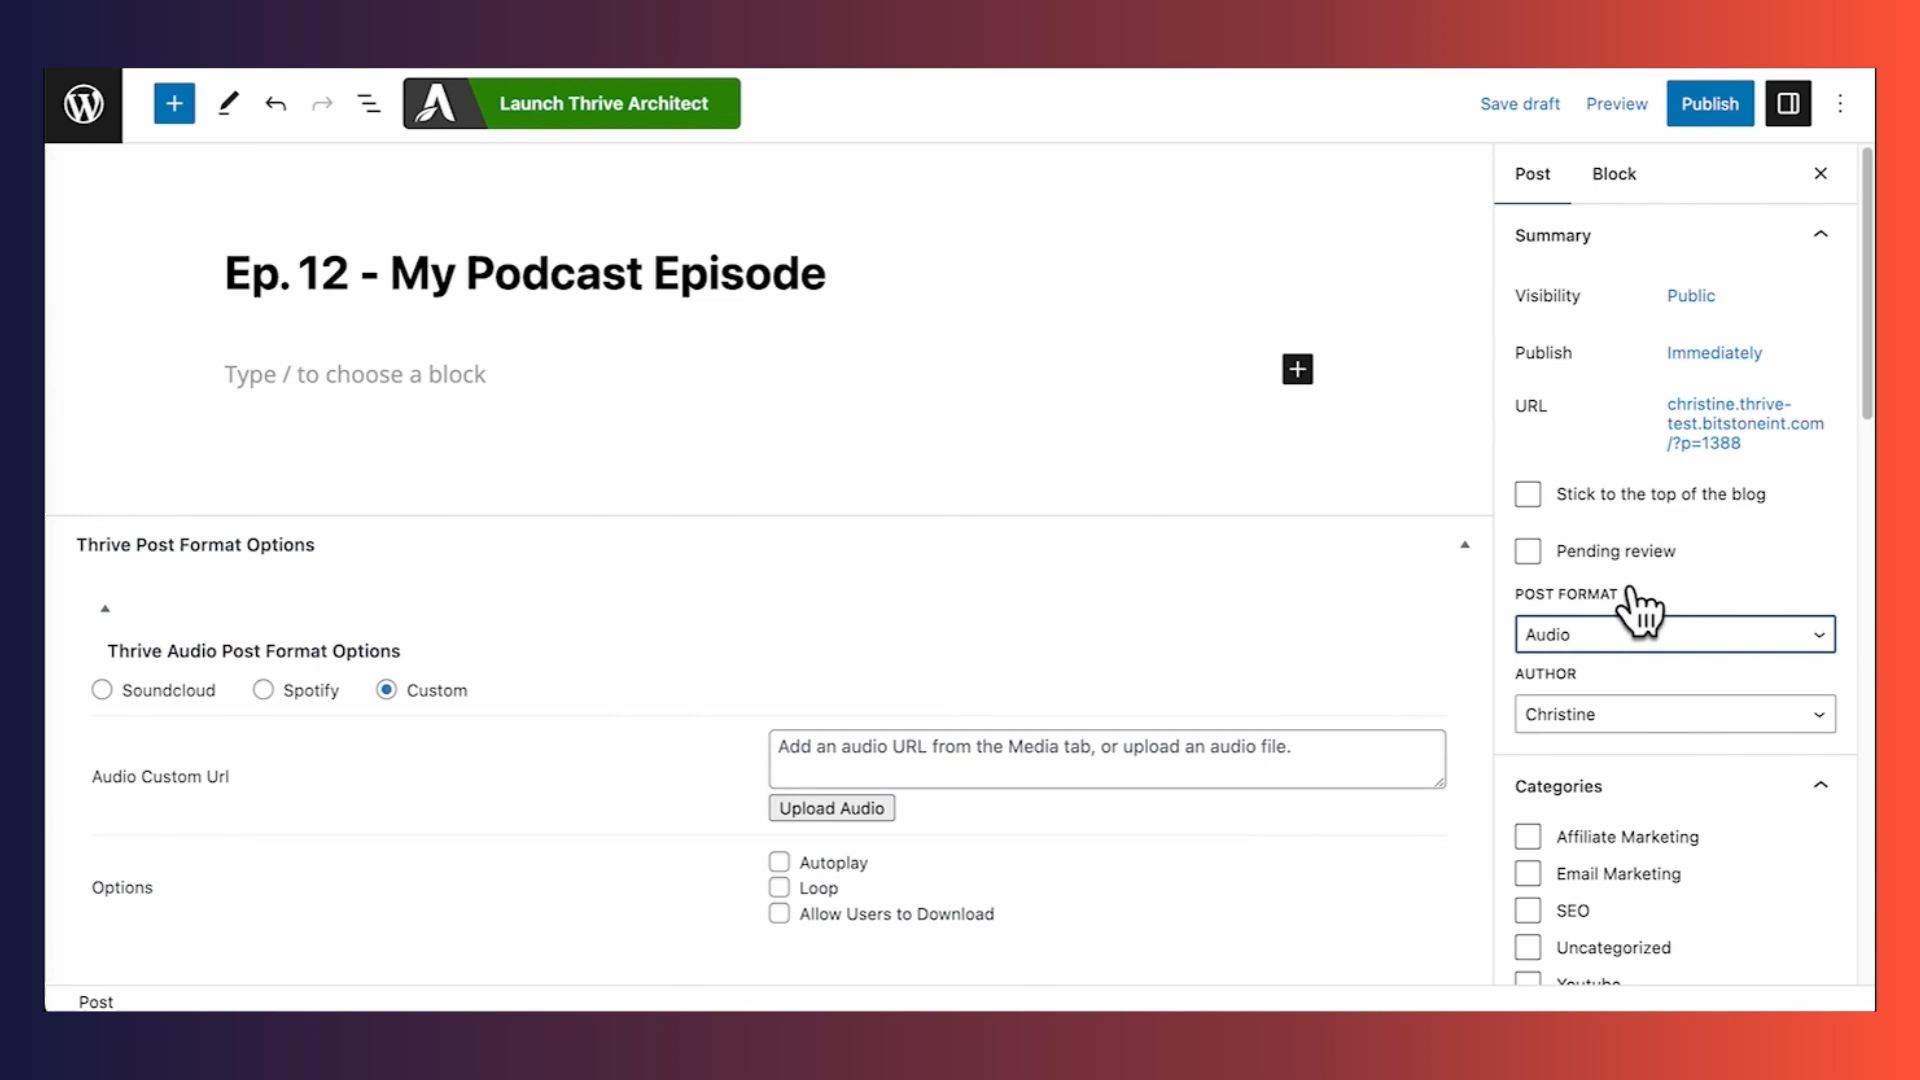 Launch Thrive Architect
Save draft
Preview
Publish
Post
Block
Ep. 12 - My Podcast Episode
Type / to choose a block
Summary
Visibility
Public
Publish
Immediately
URL
christine.thrive-
test.bitstoneint.com
/?p=1388
Stick to the top of the blog
Pending review
POST FORMAT
Audio
AUTHOR
Christine
Categories
Affiliate Marketing
Email Marketing
SEO
Uncategorized
Youtube
Thrive Post Format Options
Thrive Audio Post Format Options
Soundcloud
Spotify
Custom
Audio Custom Url
Add an audio URL from the Media tab, or upload an audio file.
Upload Audio
Options
Autoplay
Loop
Allow Users to Download
Post